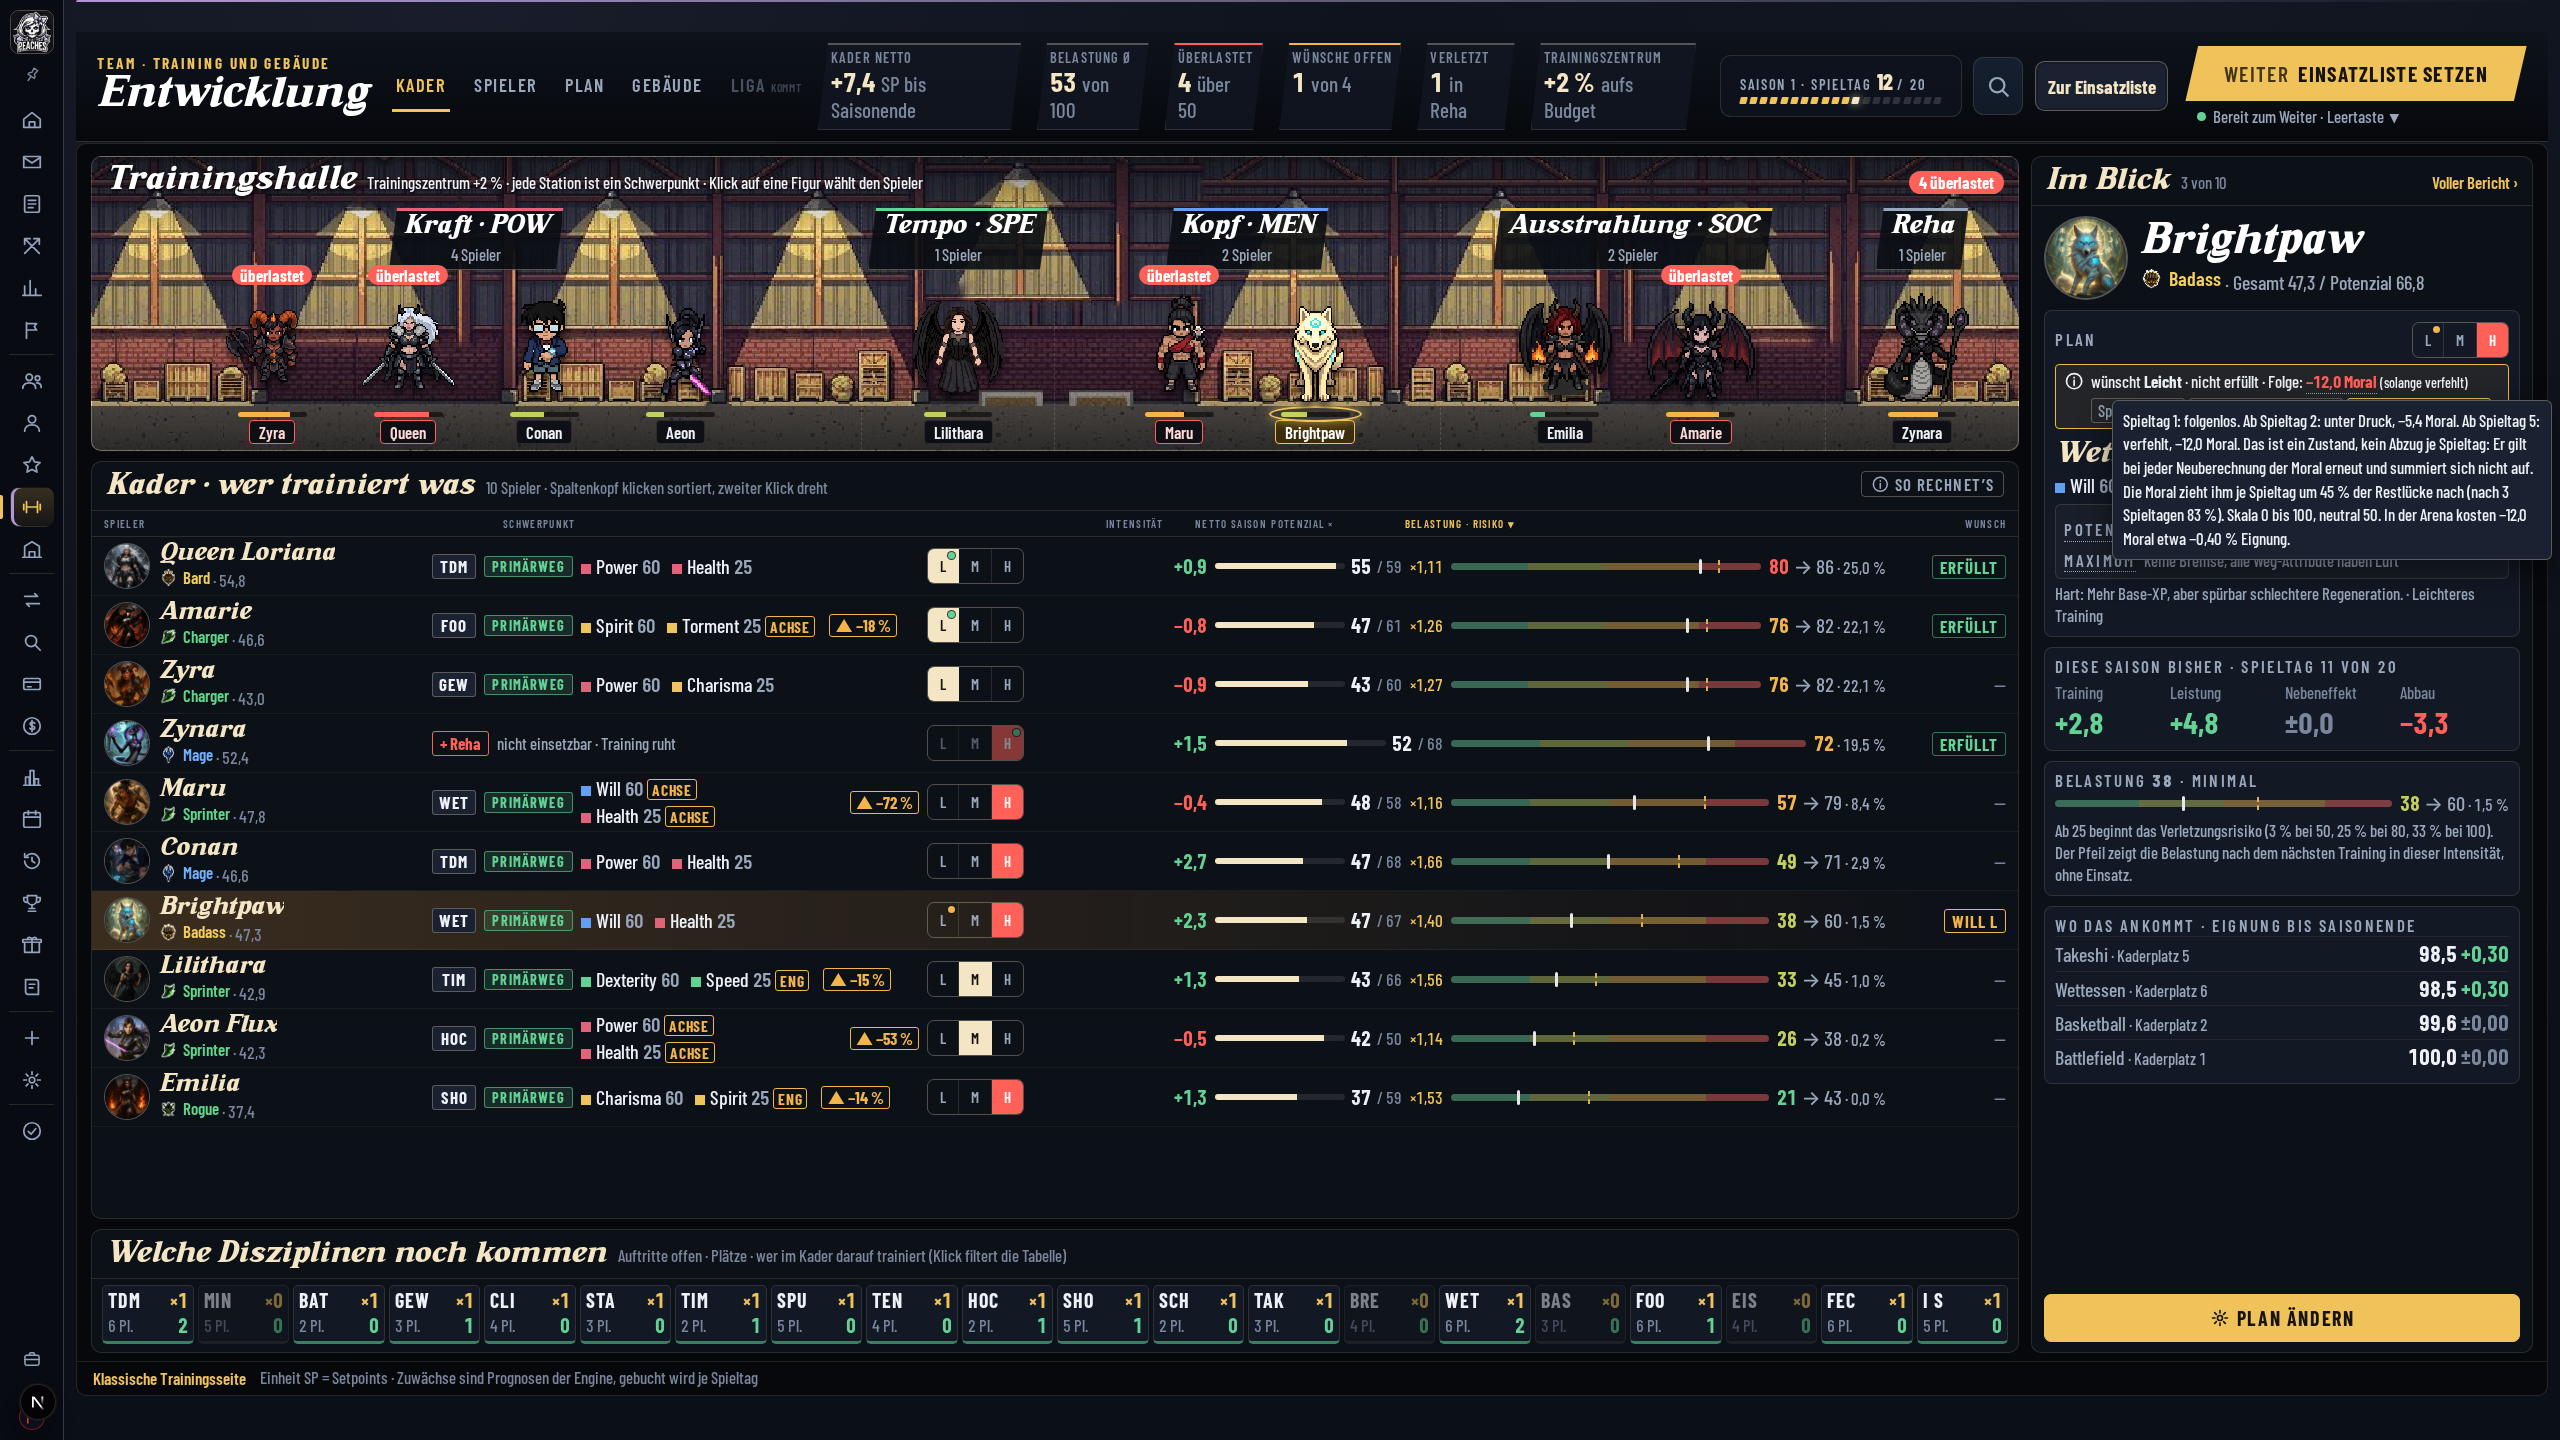 TEAM · TRAINING UND GEBÄUDE
Entwicklung
KADER SPIELER PLAN GEBÄUDE LIGA KOMMT
KADER NETTO
+7,4 SP bis
Saisonende
BELASTUNG Ø
53 von
100
ÜBERLASTET
4 über
50
WÜNSCHE OFFEN
1 von 4
VERLETZT
1 in
Reha
TRAININGSZENTRUM
+2 % aufs
Budget
SAISON 1 · SPIELTAG 12 / 20
Zur Einsatzliste
WEITER EINSATZLISTE SETZEN
Bereit zum Weiter · Leertaste ▼
Trainingshalle Trainingszentrum +2 % · jede Station ist ein Schwerpunkt · Klick auf eine Figur wählt den Spieler
4 überlastet
Kraft · POW
4 Spieler
Tempo · SPE
1 Spieler
Kopf · MEN
2 Spieler
Ausstrahlung · SOC
2 Spieler
Reha
1 Spieler
überlastet überlastet überlastet überlastet
Zyra Queen Conan Aeon Lilithara Maru Brightpaw Emilia Amarie Zynara
Kader · wer trainiert was 10 Spieler · Spaltenkopf klicken sortiert, zweiter Klick dreht
SO RECHNET'S
SPIELER SCHWERPUNKT INTENSITÄT NETTO SAISON POTENZIAL × BELASTUNG · RISIKO ▼ WUNSCH
Queen Loriana
Bard · 54,8
TDM PRIMÄRWEG Power 60 Health 25 L M H +0,9 55 / 59 ×1,11 80 → 86 · 25,0 % ERFÜLLT
Amarie
Charger · 46,6
FOO PRIMÄRWEG Spirit 60 Torment 25 ACHSE ▲ −18 % L M H −0,8 47 / 61 ×1,26 76 → 82 · 22,1 % ERFÜLLT
Zyra
Charger · 43,0
GEW PRIMÄRWEG Power 60 Charisma 25 L M H −0,9 43 / 60 ×1,27 76 → 82 · 22,1 % –
Zynara
Mage · 52,4
+ Reha nicht einsetzbar · Training ruht L M H +1,5 52 / 68 72 · 19,5 % ERFÜLLT
Maru
Sprinter · 47,8
WET PRIMÄRWEG Will 60 ACHSE
Health 25 ACHSE
▲ −72 % L M H −0,4 48 / 58 ×1,16 57 → 79 · 8,4 % –
Conan
Mage · 46,6
TDM PRIMÄRWEG Power 60 Health 25 L M H +2,7 47 / 68 ×1,66 49 → 71 · 2,9 % –
Brightpaw
Badass · 47,3
WET PRIMÄRWEG Will 60 Health 25 L M H +2,3 47 / 67 ×1,40 38 → 60 · 1,5 % WILL L
Lilithara
Sprinter · 42,9
TIM PRIMÄRWEG Dexterity 60 Speed 25 ENG ▲ −15 % L M H +1,3 43 / 66 ×1,56 33 → 45 · 1,0 % –
Aeon Flux
Sprinter · 42,3
HOC PRIMÄRWEG Power 60 ACHSE
Health 25 ACHSE
▲ −53 % L M H −0,5 42 / 50 ×1,14 26 → 38 · 0,2 % –
Emilia
Rogue · 37,4
SHO PRIMÄRWEG Charisma 60 Spirit 25 ENG ▲ −14 % L M H +1,3 37 / 59 ×1,53 21 → 43 · 0,0 % –
Welche Disziplinen noch kommen Auftritte offen · Plätze · wer im Kader darauf trainiert (Klick filtert die Tabelle)
TDM ×1 MIN ×0 BAT ×1 GEW ×1 CLI ×1 STA ×1 TIM ×1 SPU ×1 TEN ×1 HOC ×1 SHO ×1 SCH ×1 TAK ×1 BRE ×0 WET ×1 BAS ×0 FOO ×1 EIS ×0 FEC ×1 I S ×1
6 Pl. 2 5 Pl. 0 2 Pl. 0 3 Pl. 1 4 Pl. 0 3 Pl. 0 2 Pl. 1 5 Pl. 0 4 Pl. 0 2 Pl. 1 5 Pl. 1 2 Pl. 0 3 Pl. 0 4 Pl. 0 6 Pl. 2 3 Pl. 0 6 Pl. 1 4 Pl. 0 6 Pl. 0 5 Pl. 0
Klassische Trainingsseite Einheit SP = Setpoints · Zuwächse sind Prognosen der Engine, gebucht wird je Spieltag
Im Blick 3 von 10
Voller Bericht ›
Brightpaw
Badass · Gesamt 47,3 / Potenzial 66,8
PLAN L M H
wünscht Leicht · nicht erfüllt · Folge: −12,0 Moral (solange verfehlt)
Sp
Wet
Will 60
POTEN
MAXIMUM Keine Bremse, alle Weg-Attribute haben Luft
Spieltag 1: folgenlos. Ab Spieltag 2: unter Druck, −5,4 Moral. Ab Spieltag 5:
verfehlt, −12,0 Moral. Das ist ein Zustand, kein Abzug je Spieltag: Er gilt
bei jeder Neuberechnung der Moral erneut und summiert sich nicht auf.
Die Moral zieht ihm je Spieltag um 45 % der Restlücke nach (nach 3
Spieltagen 83 %). Skala 0 bis 100, neutral 50. In der Arena kosten −12,0
Moral etwa −0,40 % Eignung.
Hart: Mehr Base-XP, aber spürbar schlechtere Regeneration. · Leichteres
Training
DIESE SAISON BISHER · SPIELTAG 11 VON 20
Training Leistung Nebeneffekt Abbau
+2,8 +4,8 ±0,0 −3,3
BELASTUNG 38 · MINIMAL
38 → 60 · 1,5 %
Ab 25 beginnt das Verletzungsrisiko (3 % bei 50, 25 % bei 80, 33 % bei 100).
Der Pfeil zeigt die Belastung nach dem nächsten Training in dieser Intensität,
ohne Einsatz.
WO DAS ANKOMMT · EIGNUNG BIS SAISONENDE
Takeshi · Kaderplatz 5 98,5 +0,30
Wettessen · Kaderplatz 6 98,5 +0,30
Basketball · Kaderplatz 2 99,6 ±0,00
Battlefield · Kaderplatz 1 100,0 ±0,00
PLAN ÄNDERN
N